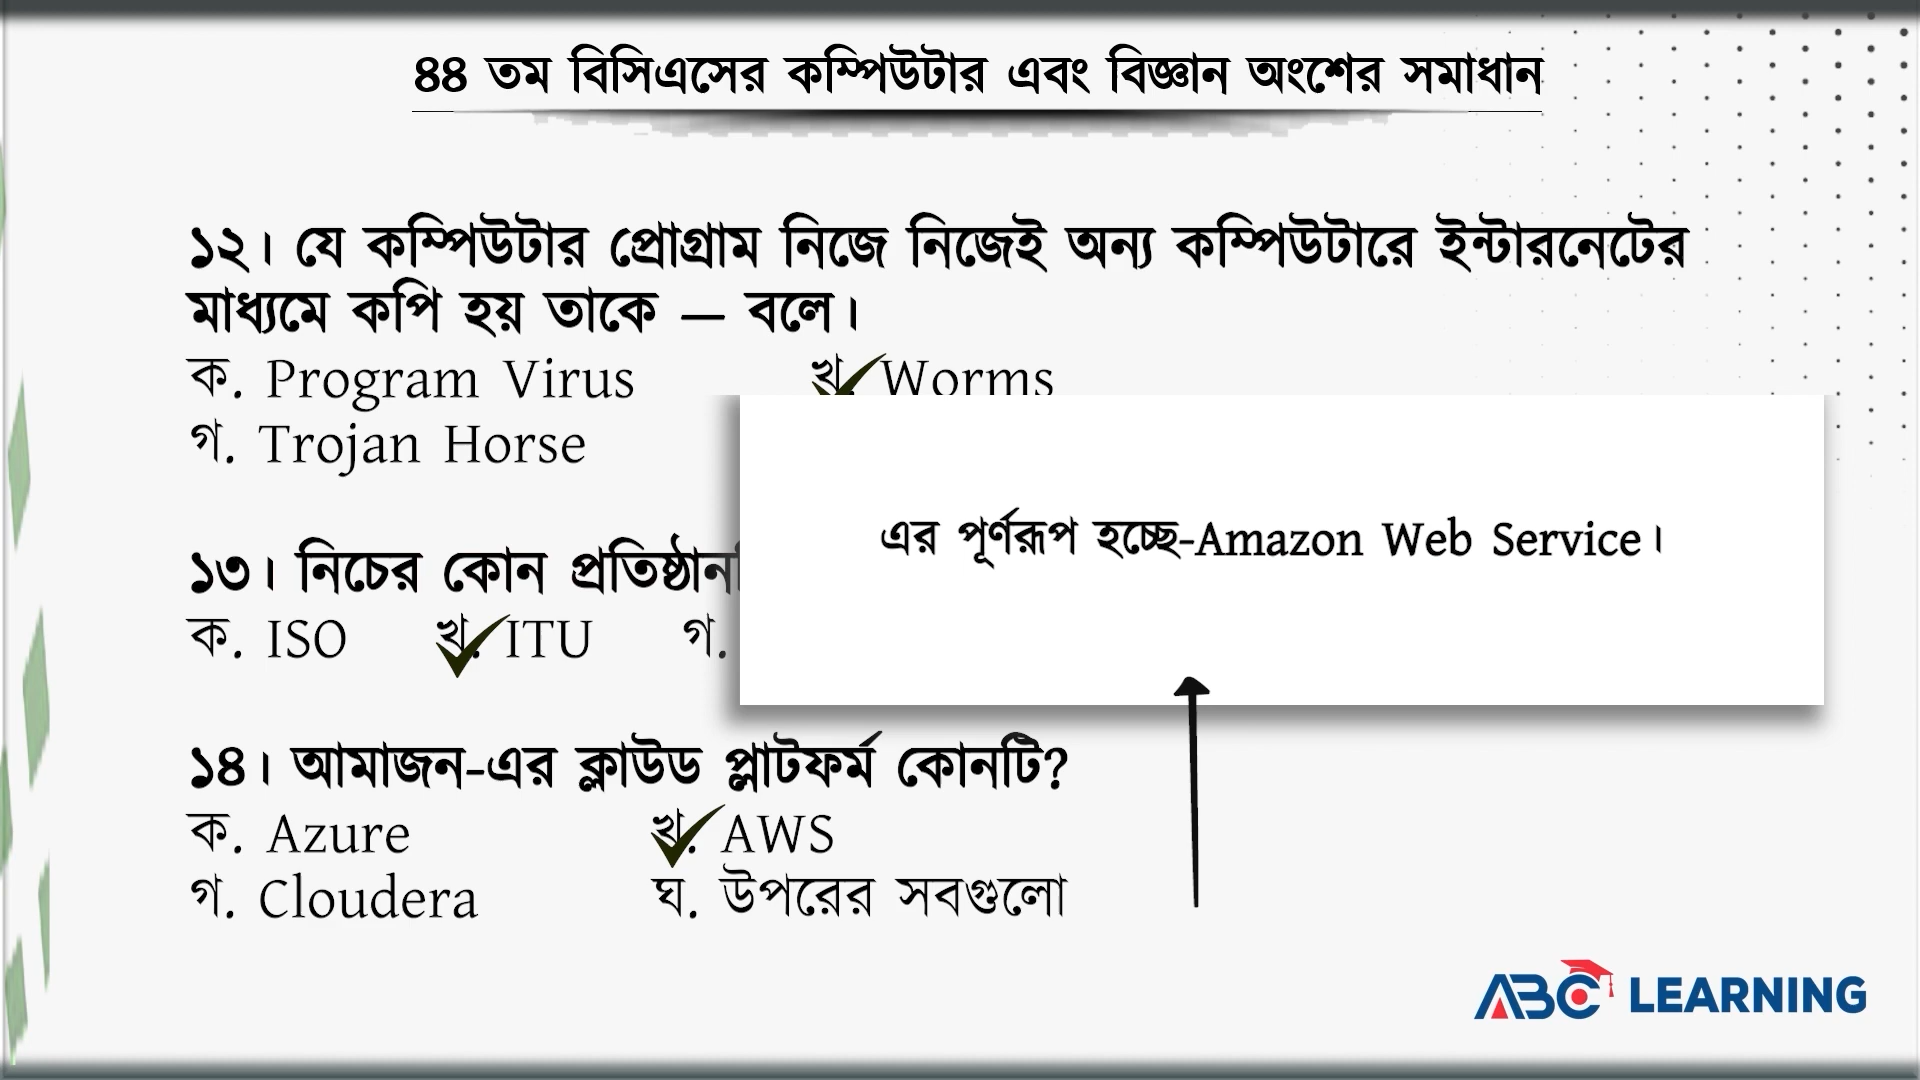 ৪৪ তম বিসিএসের কম্পিউটার এবং বিজ্ঞান অংশের সমাধান
১২। যে কম্পিউটার প্রোগ্রাম নিজে নিজেই অন্য কম্পিউটারে ইন্টারনেটের
মাধ্যমে কপি হয় তাকে — বলে।
ক. Program Virus খ. Worms
গ. Trojan Horse
এর পূর্ণরূপ হচ্ছে-Amazon Web Service।
১৩। নিচের কোন
ক. ISO খ. ITU গ.
১৪। আমাজন-এর ক্লাউড প্লাটফর্ম কোনটি?
ক. Azure খ. AWS
গ. Cloudera ঘ. উপরের সবগুলো
ABC LEARNING